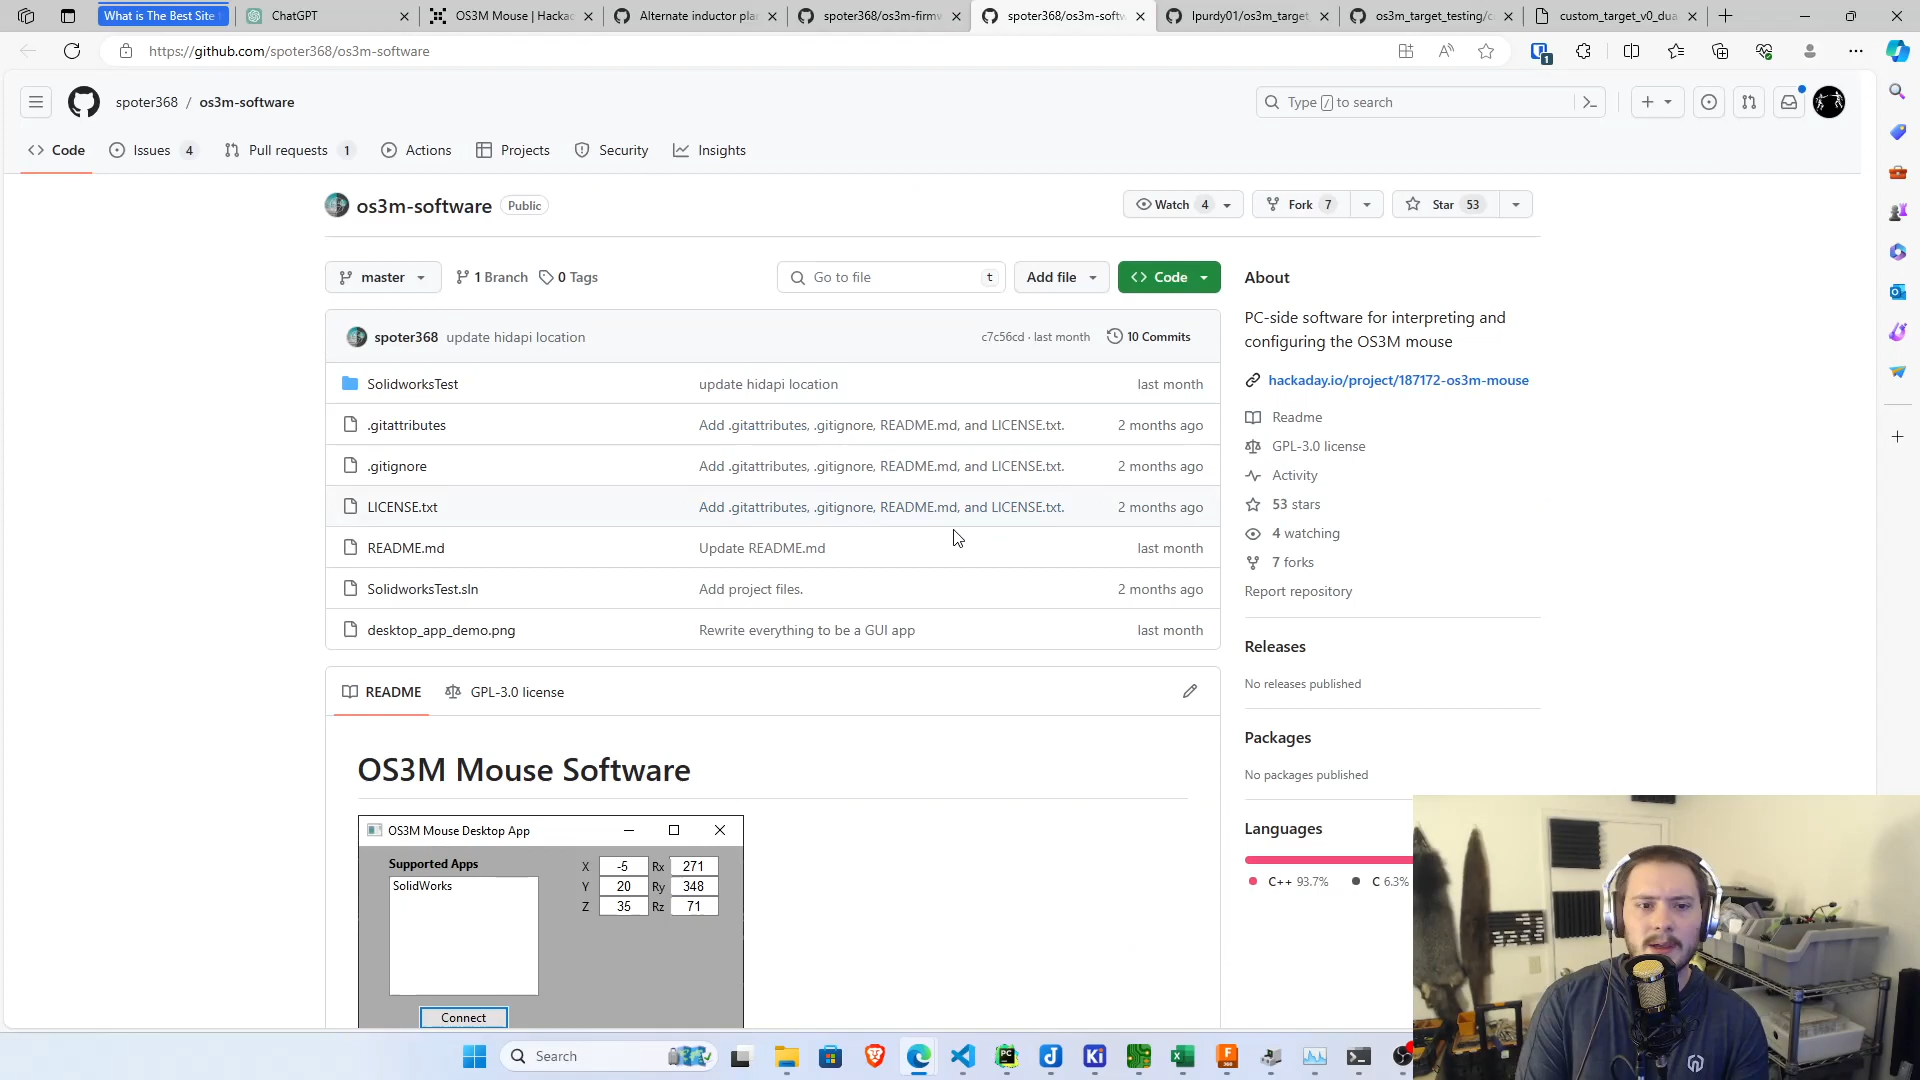 What is The Best Site
ChatGPT
OS3M Mouse | Hackad
Alternate inductor pla
spoter368/os3m-firmw
spoter368/os3m-softw
lpurdy01/os3m_target
os3m_target_testing/c
custom_target_v0_dua
https://github.com/spoter368/os3m-software
1
spoter368 / os3m-software
Type / to search
Code
Issues 4
Pull requests 1
Actions
Projects
Security
Insights
os3m-software Public
Watch 4
Fork 7
Star 53
master
1 Branch
0 Tags
Go to file t
Add file
Code
spoter368 update hidapi location c7c56cd · last month 10 Commits
SolidworksTest update hidapi location last month
.gitattributes Add .gitattributes, .gitignore, README.md, and LICENSE.txt. 2 months ago
.gitignore Add .gitattributes, .gitignore, README.md, and LICENSE.txt. 2 months ago
LICENSE.txt Add .gitattributes, .gitignore, README.md, and LICENSE.txt. 2 months ago
README.md Update README.md last month
SolidworksTest.sln Add project files. 2 months ago
desktop_app_demo.png Rewrite everything to be a GUI app last month
README
GPL-3.0 license
OS3M Mouse Software
OS3M Mouse Desktop App
Supported Apps
SolidWorks
X -5 Rx 271
Y 20 Ry 348
Z 35 Rz 71
Connect
About
PC-side software for interpreting and
configuring the OS3M mouse
hackaday.io/project/187172-os3m-mouse
Readme
GPL-3.0 license
Activity
53 stars
4 watching
7 forks
Report repository
Releases
No releases published
Packages
No packages published
Languages
C++ 93.7%
C 6.3%
Search